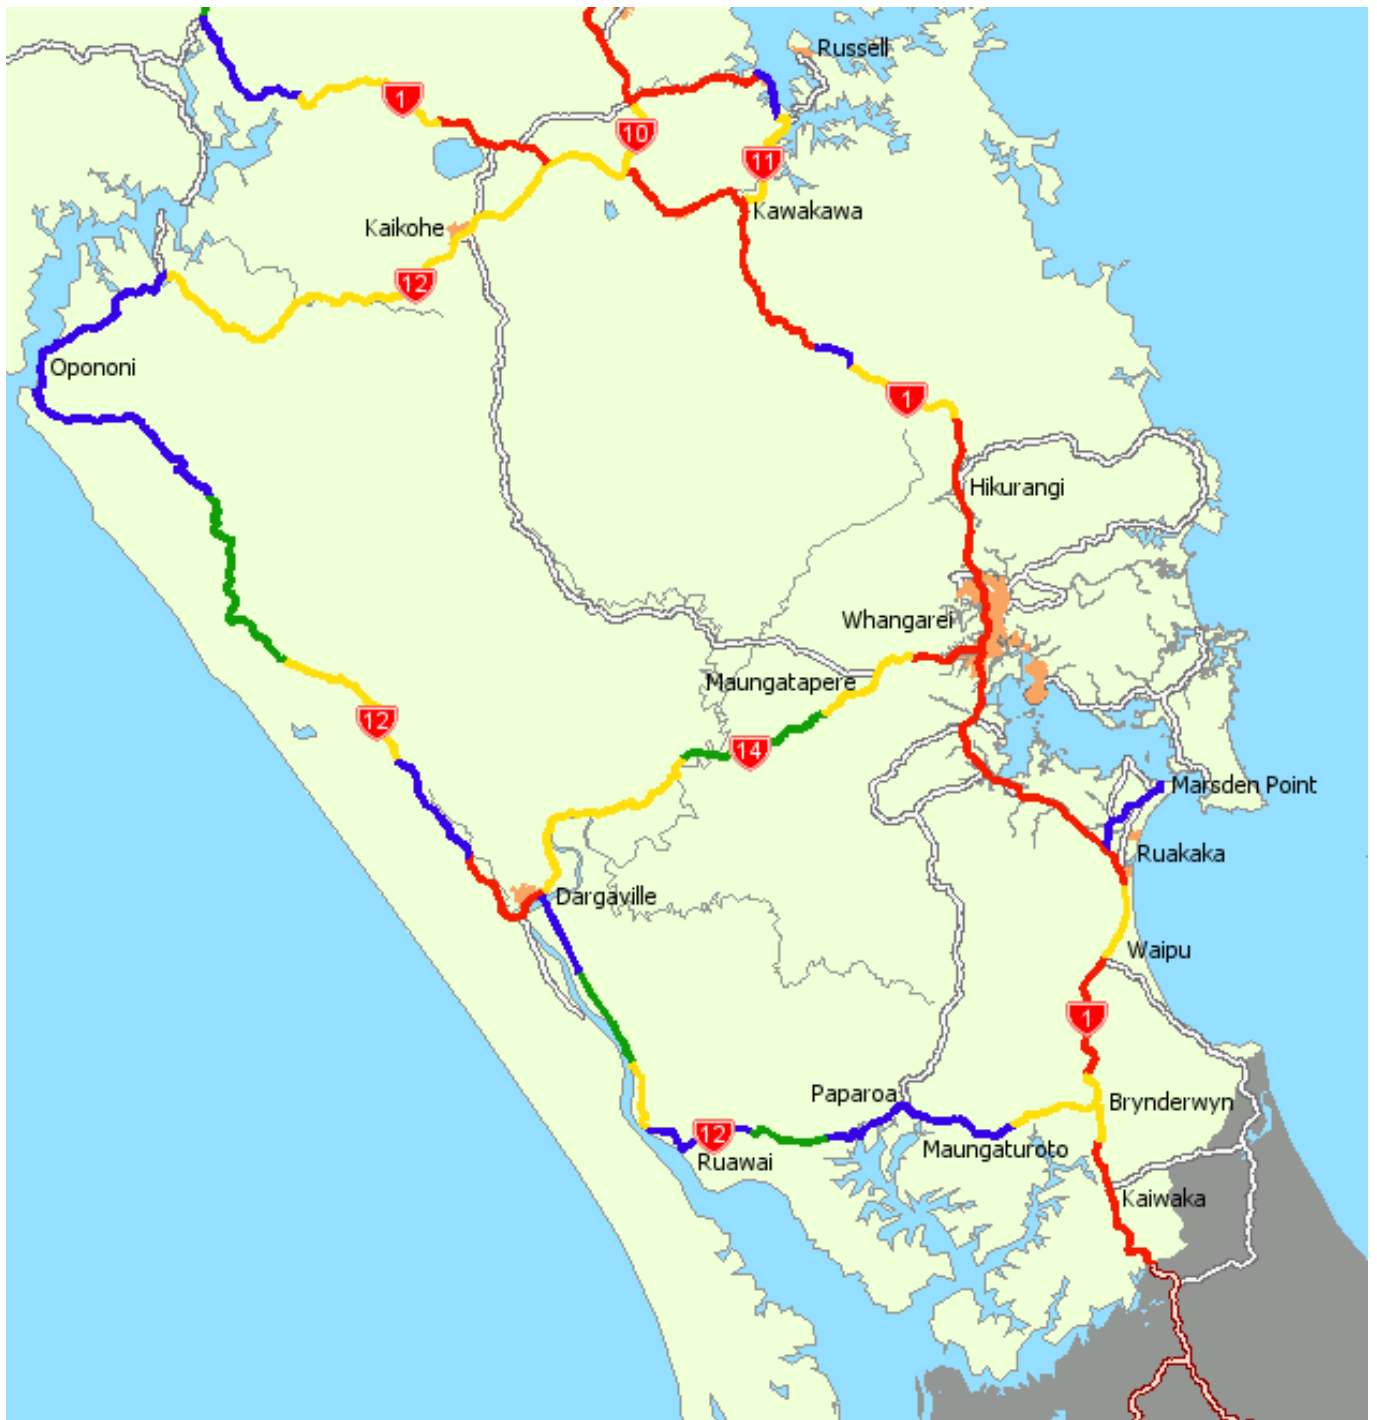 Russell
1
10
11
Kawakawa
Kaikohe
12
Opononi
1
Hikurangi
Whangarei
Maungatapere
12
14
Marsden Point
Ruakaka
Dargaville
Waipu
1
Paparoa
Brynderwyn
12
Maungaturoto
Ruawai
Kaiwaka